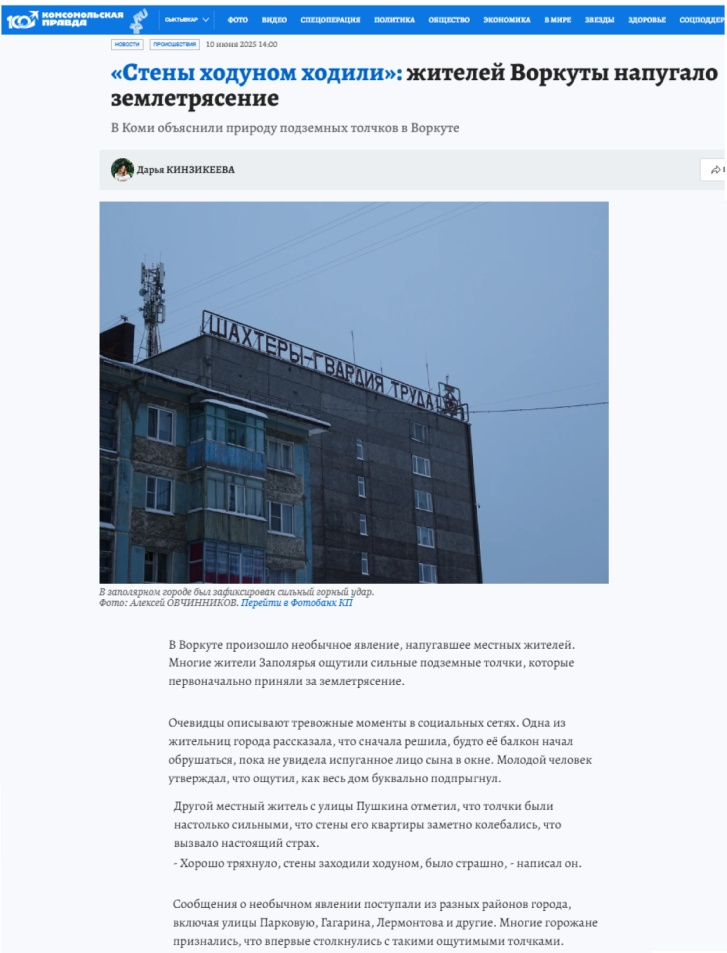 КОМСОМОЛЬСКАЯ
ПРАВДА
СЫКТЫВКАР
ФОТО ВИДЕО СПЕЦОПЕРАЦИЯ ПОЛИТИКА ОБЩЕСТВО ЭКОНОМИКА В МИРЕ ЗВЕЗДЫ ЗДОРОВЬЕ СОЦПОДДЕР
НОВОСТИ ПРОИСШЕСТВИЯ 10 июня 2025 14:00
«Стены ходуном ходили»: жителей Воркуты напугало
землетрясение
В Коми объяснили природу подземных толчков в Воркуте
Дарья КИНЗИКЕЕВА
ШАХТЕРЫ-ГВАРДИЯ ТРУДА!
В заполярном городе был зафиксирован сильный горный удар.
Фото: Алексей ОВЧИННИКОВ. Перейти в Фотобанк КП
В Воркуте произошло необычное явление, напугавшее местных жителей.
Многие жители Заполярья ощутили сильные подземные толчки, которые
первоначально приняли за землетрясение.
Очевидцы описывают тревожные моменты в социальных сетях. Одна из
жительниц города рассказала, что сначала решила, будто её балкон начал
обрушаться, пока не увидела испуганное лицо сына в окне. Молодой человек
утверждал, что ощутил, как весь дом буквально подпрыгнул.
Другой местный житель с улицы Пушкина отметил, что толчки были
настолько сильными, что стены его квартиры заметно колебались, что
вызвало настоящий страх.
- Хорошо тряхнуло, стены заходили ходуном, было страшно, - написал он.
Сообщения о необычном явлении поступали из разных районов города,
включая улицы Парковую, Гагарина, Лермонтова и другие. Многие горожане
признались, что впервые столкнулись с такими ощутимыми толчками.